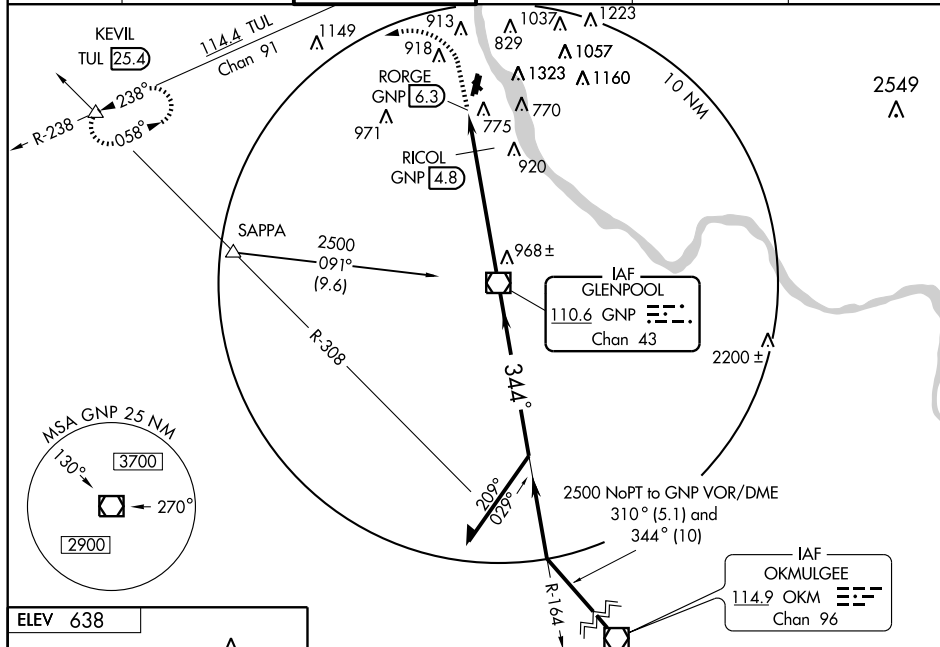 KEVIL
TUL 25.4
114.4 TUL
Chan 91
1149
913
918
1037
829
1223
1057
1323
1160
2549
10 NM
RORGE
GNP 6.3
775
770
971
RICOL
GNP 4.8
920
238°
058°
R-238
SAPPA
2500
091°
(9.6)
968 ±
IAF
GLENPOOL
110.6 GNP
Chan 43
2200 ±
R-308
344°
MSA GNP 25 NM
130°
3700
270°
2900
209°
029°
2500 NoPT to GNP VOR/DME
310° (5.1) and
344° (10)
R-164
IAF
OKMULGEE
114.9 OKM
Chan 96
ELEV 638